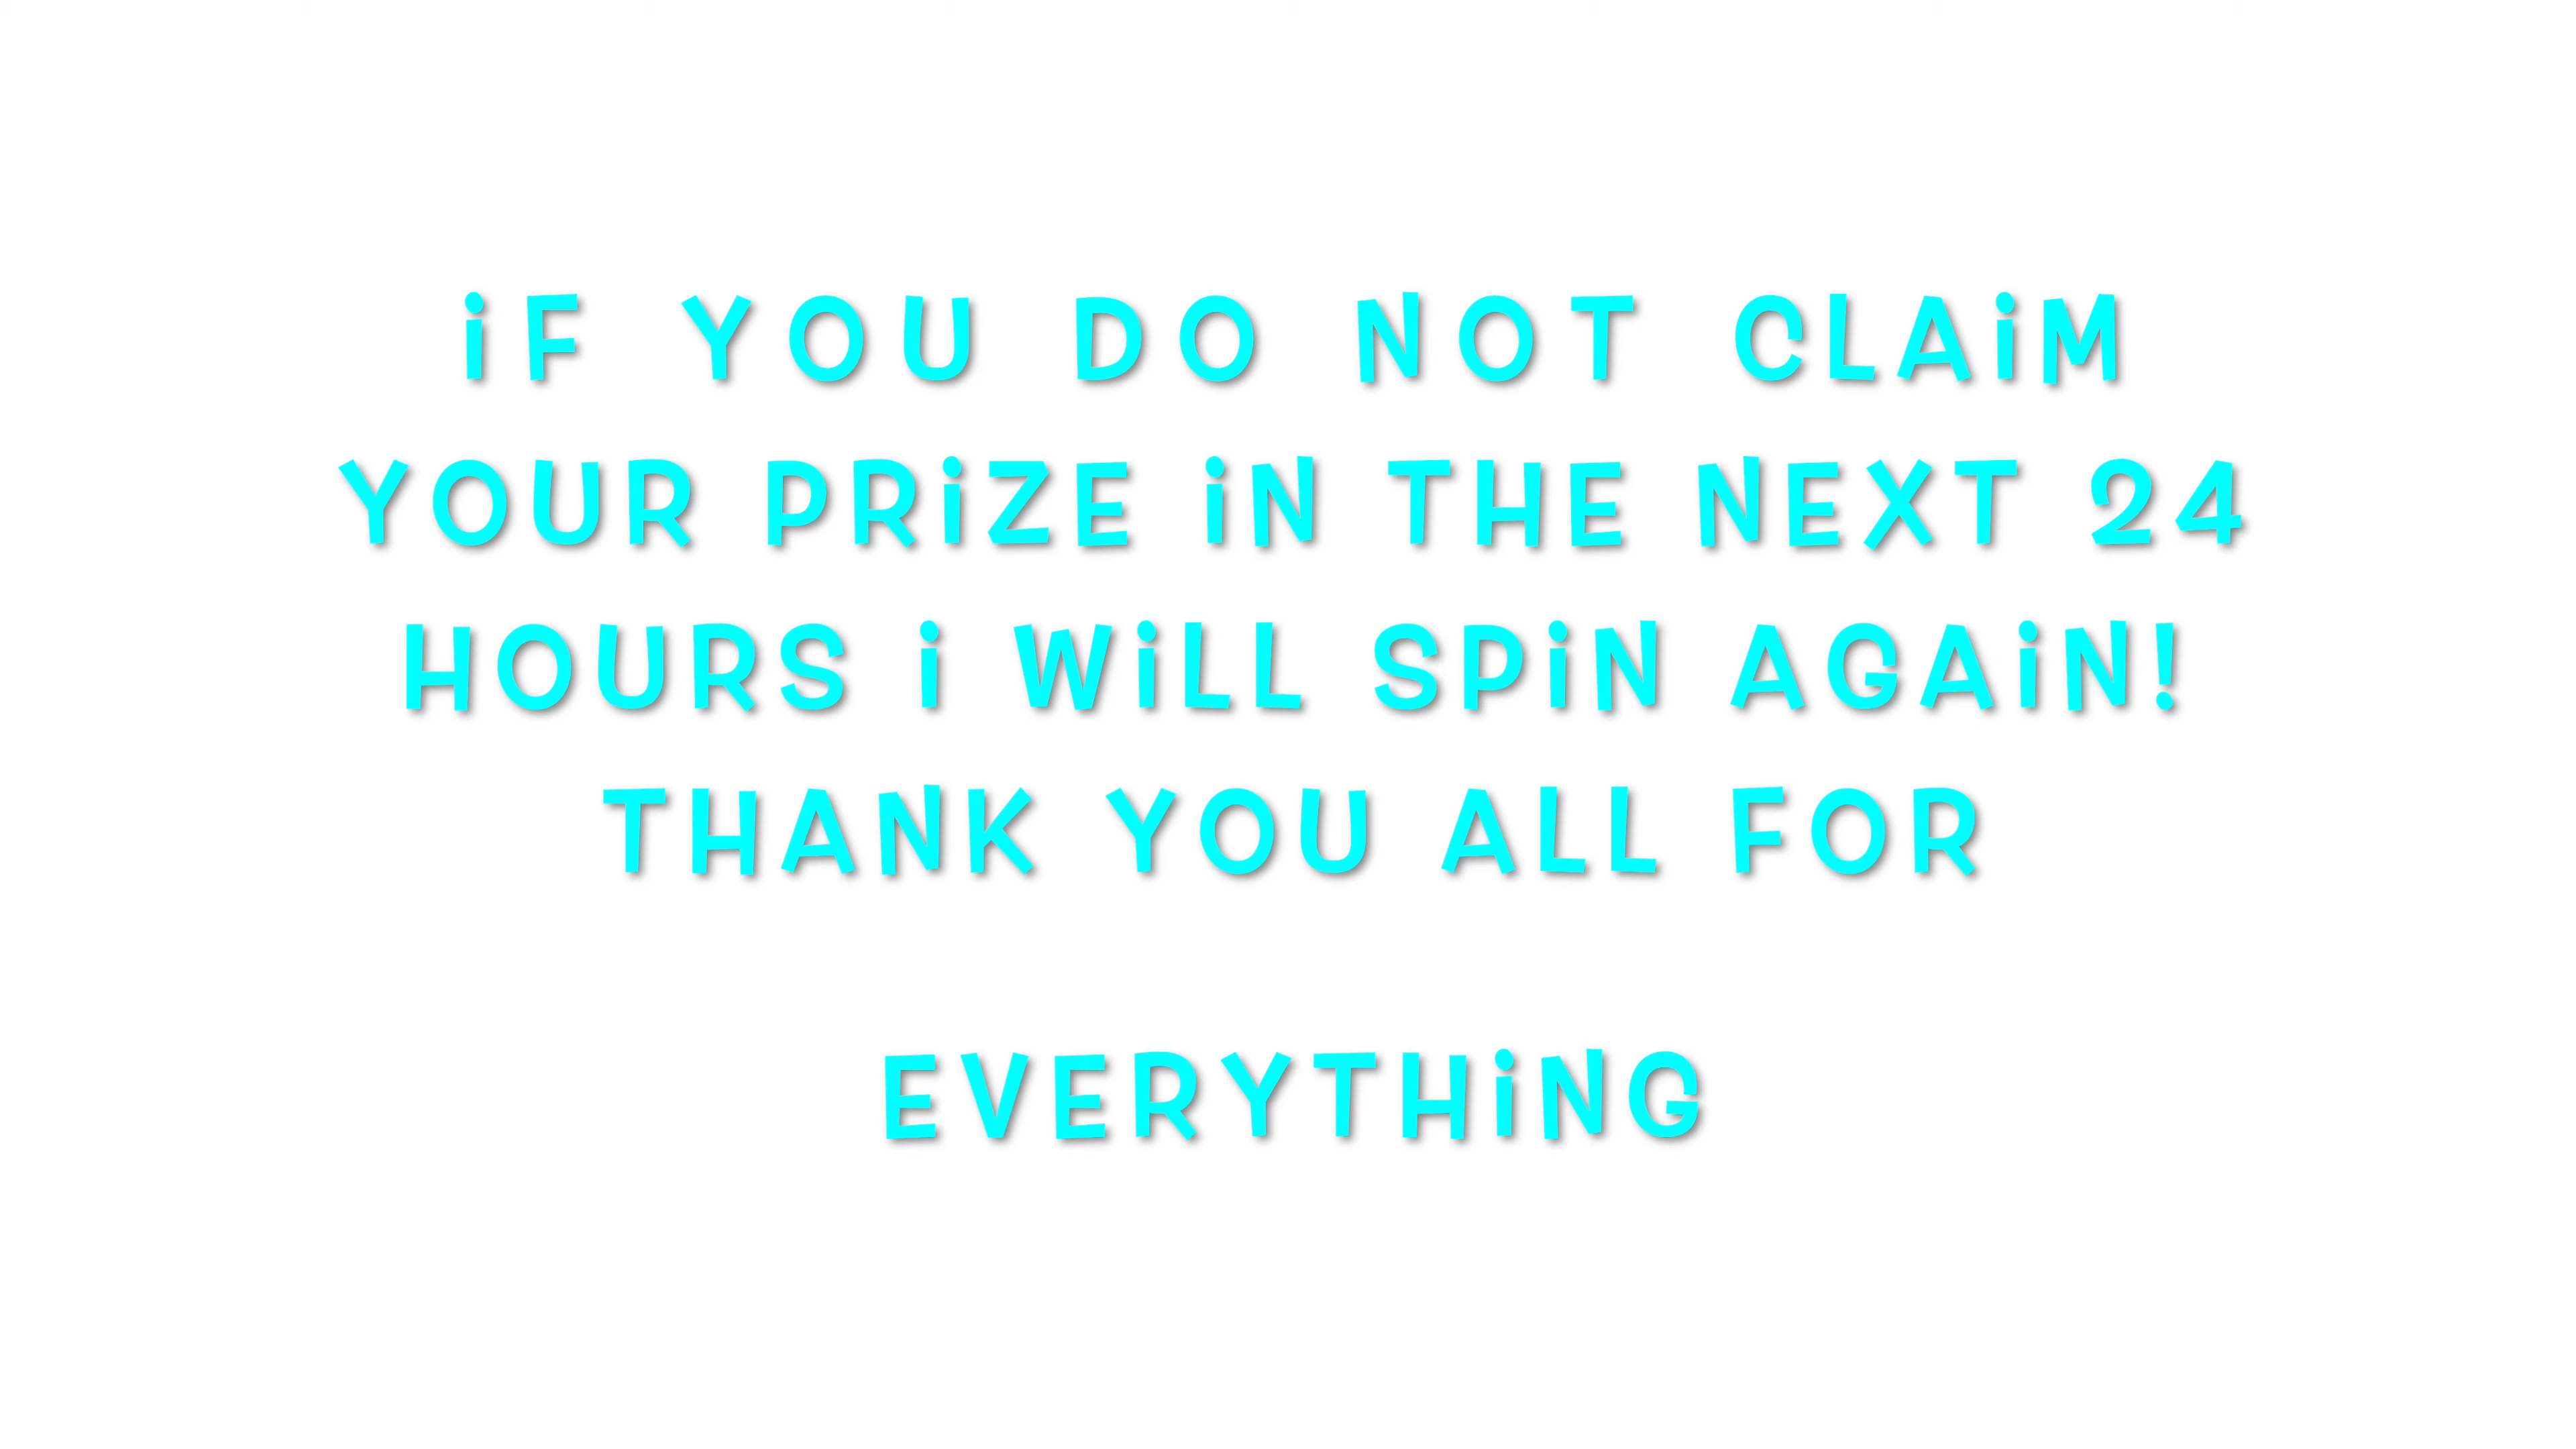 iF YOU DO NOT CLAiM
YOUR PRiZE iN THE NEXT 24
HOURS i WiLL SPiN AGAiN!
THANK YOU ALL FOR
EVERYTHiNG